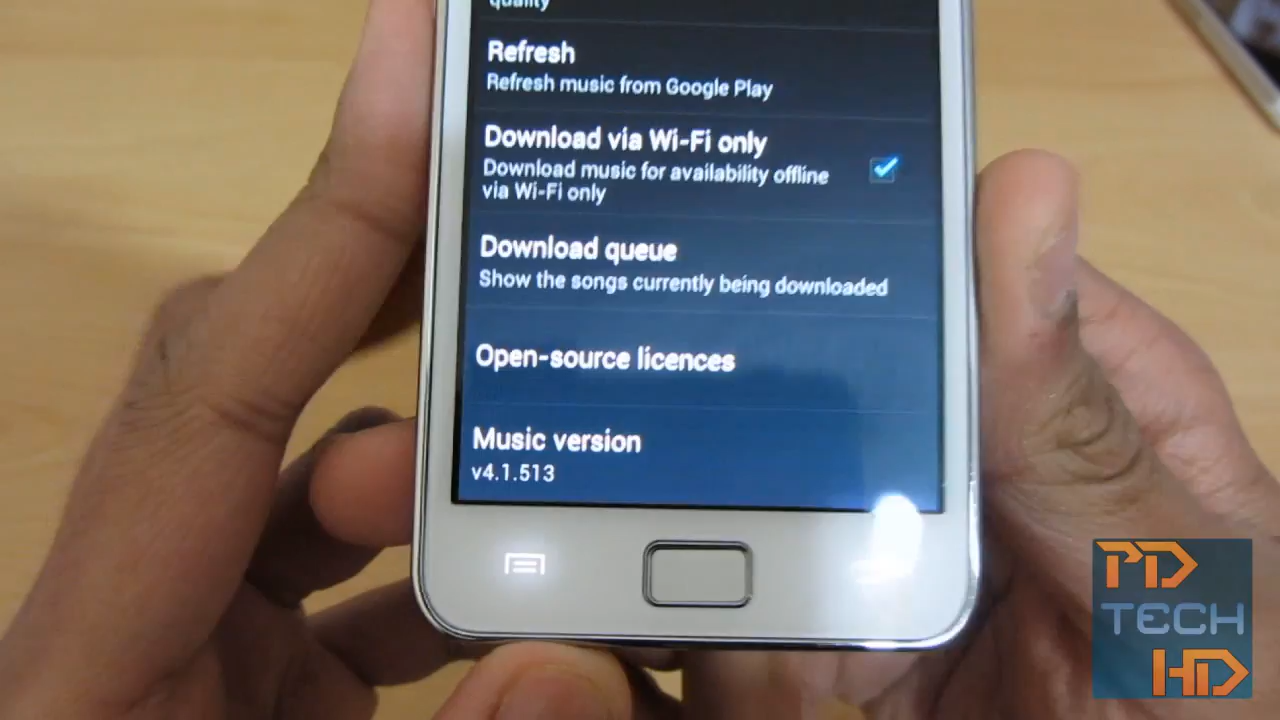 quality
Refresh
Refresh music from Google Play
Download via Wi-Fi only
Download music for availability offline
via Wi-Fi only
Download queue
Show the songs currently being downloaded
Open-source licences
Music version
v4.1.513
PD
TECH
HD